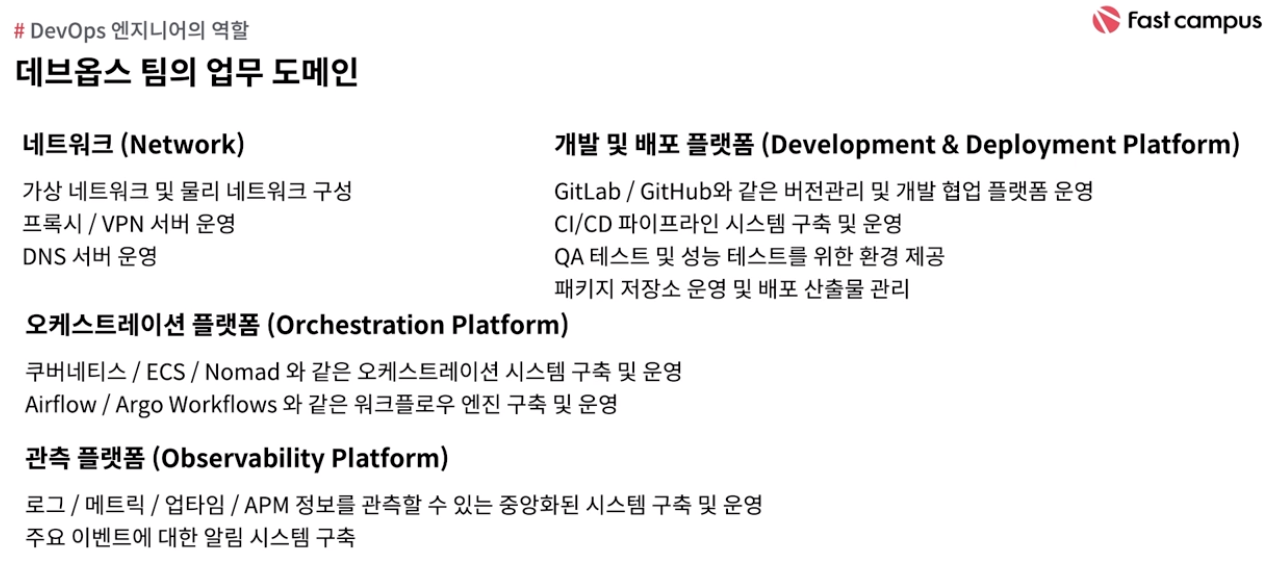 # DevOps 엔지니어의 역할
Fast campus
데브옵스 팀의 업무 도메인
네트워크 (Network)
가상 네트워크 및 물리 네트워크 구성
프록시 / VPN 서버 운영
DNS 서버 운영
개발 및 배포 플랫폼 (Development & Deployment Platform)
GitLab / GitHub와 같은 버전관리 및 개발 협업 플랫폼 운영
CI/CD 파이프라인 시스템 구축 및 운영
QA 테스트 및 성능 테스트를 위한 환경 제공
패키지 저장소 운영 및 배포 산출물 관리
오케스트레이션 플랫폼 (Orchestration Platform)
쿠버네티스 / ECS / Nomad 와 같은 오케스트레이션 시스템 구축 및 운영
Airflow / Argo Workflows 와 같은 워크플로우 엔진 구축 및 운영
관측 플랫폼 (Observability Platform)
로그 / 메트릭 / 업타임 / APM 정보를 관측할 수 있는 중앙화된 시스템 구축 및 운영
주요 이벤트에 대한 알림 시스템 구축